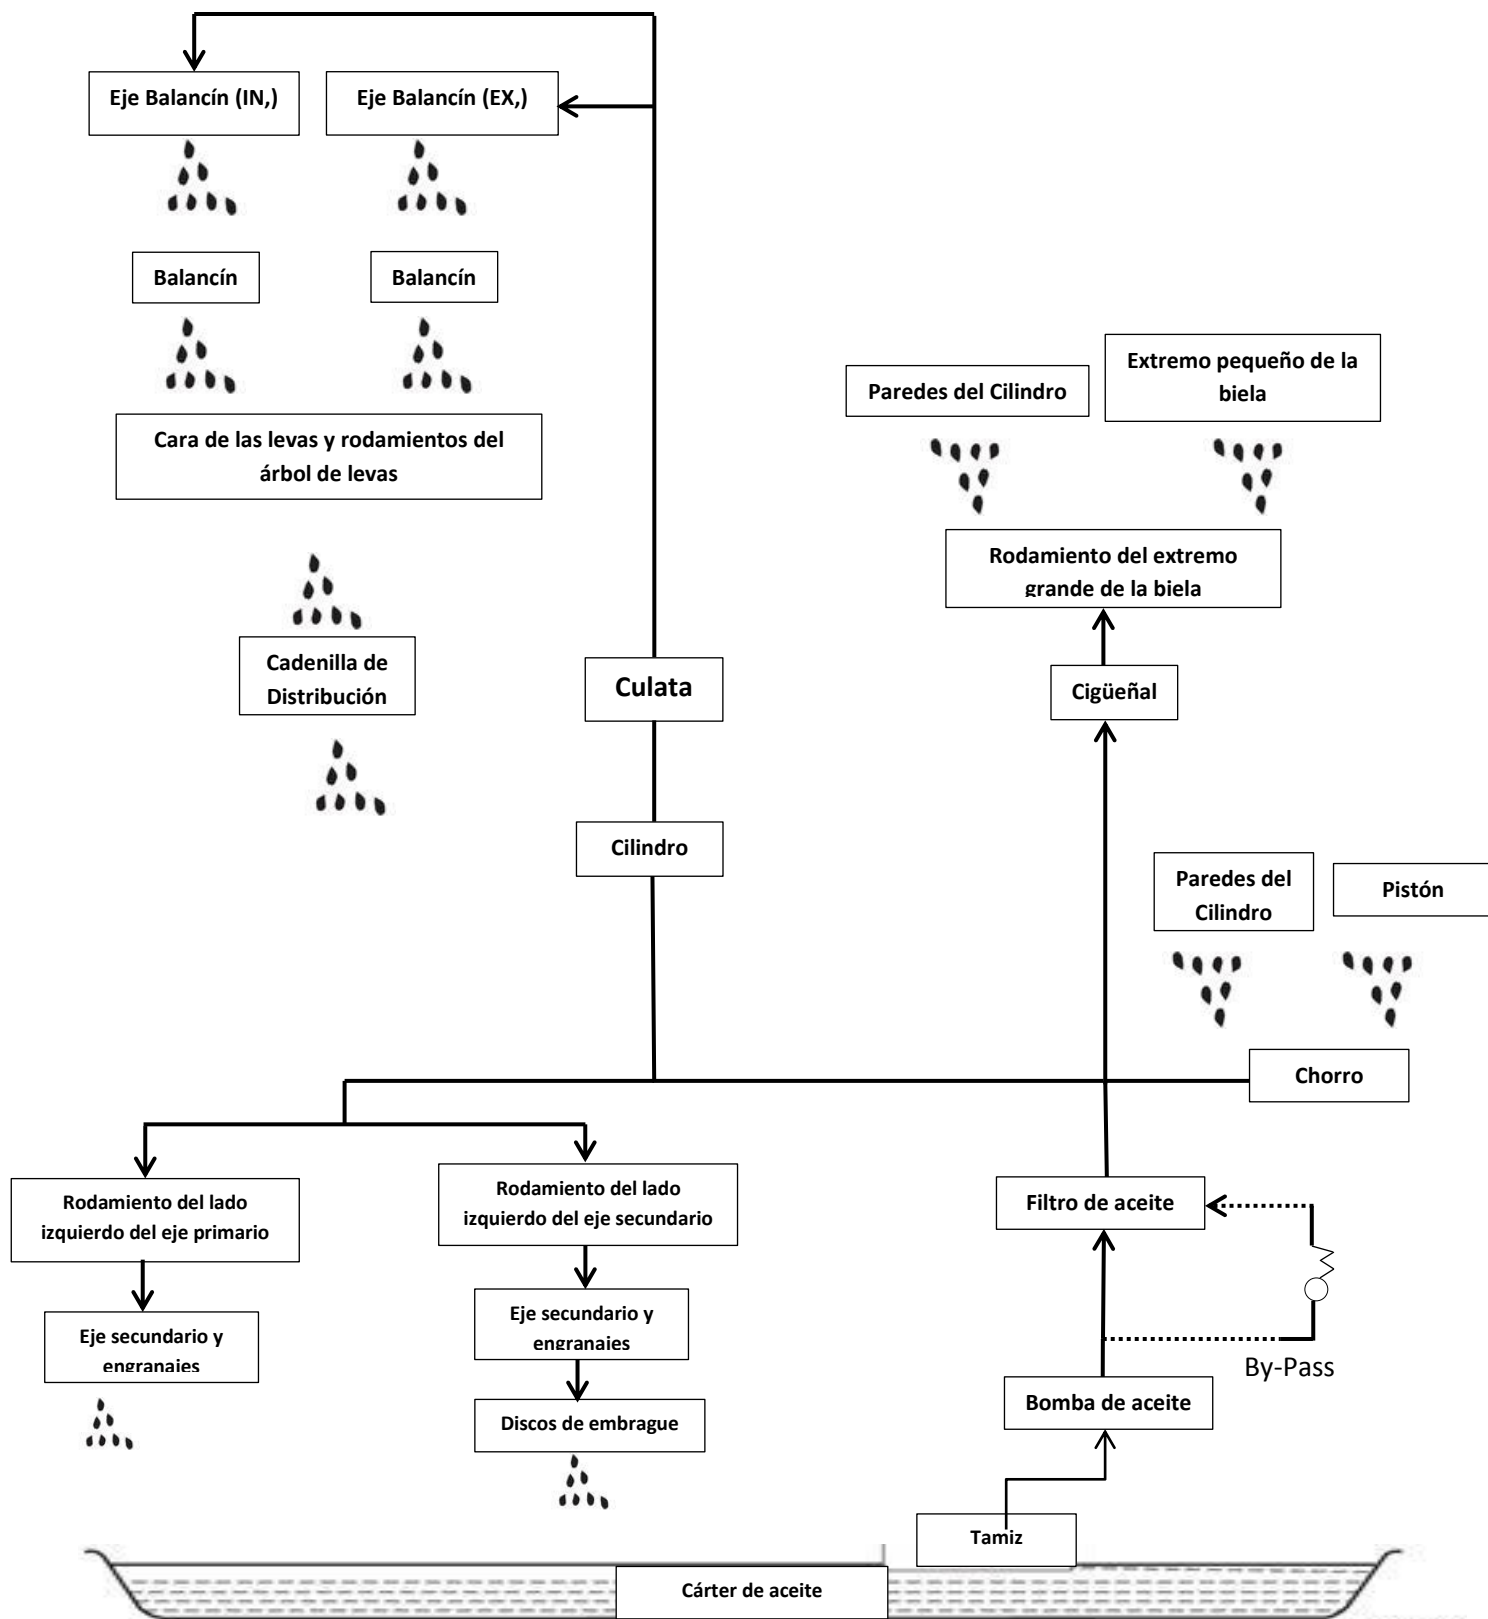 Eje Balancín (IN,)
Eje Balancín (EX,)
Balancín
Balancín
Cara de las levas y rodamientos del
árbol de levas
Paredes del Cilindro
Extremo pequeño de la
biela
Rodamiento del extremo
grande de la biela
Cadenilla de
Distribución
Culata
Cigüeñal
Cilindro
Paredes del
Cilindro
Pistón
Chorro
Rodamiento del lado
izquierdo del eje primario
Rodamiento del lado
izquierdo del eje secundario
Filtro de aceite
Eje secundario y
engranajes
Eje secundario y
engranajes
By-Pass
Bomba de aceite
Discos de embrague
Tamiz
Cárter de aceite